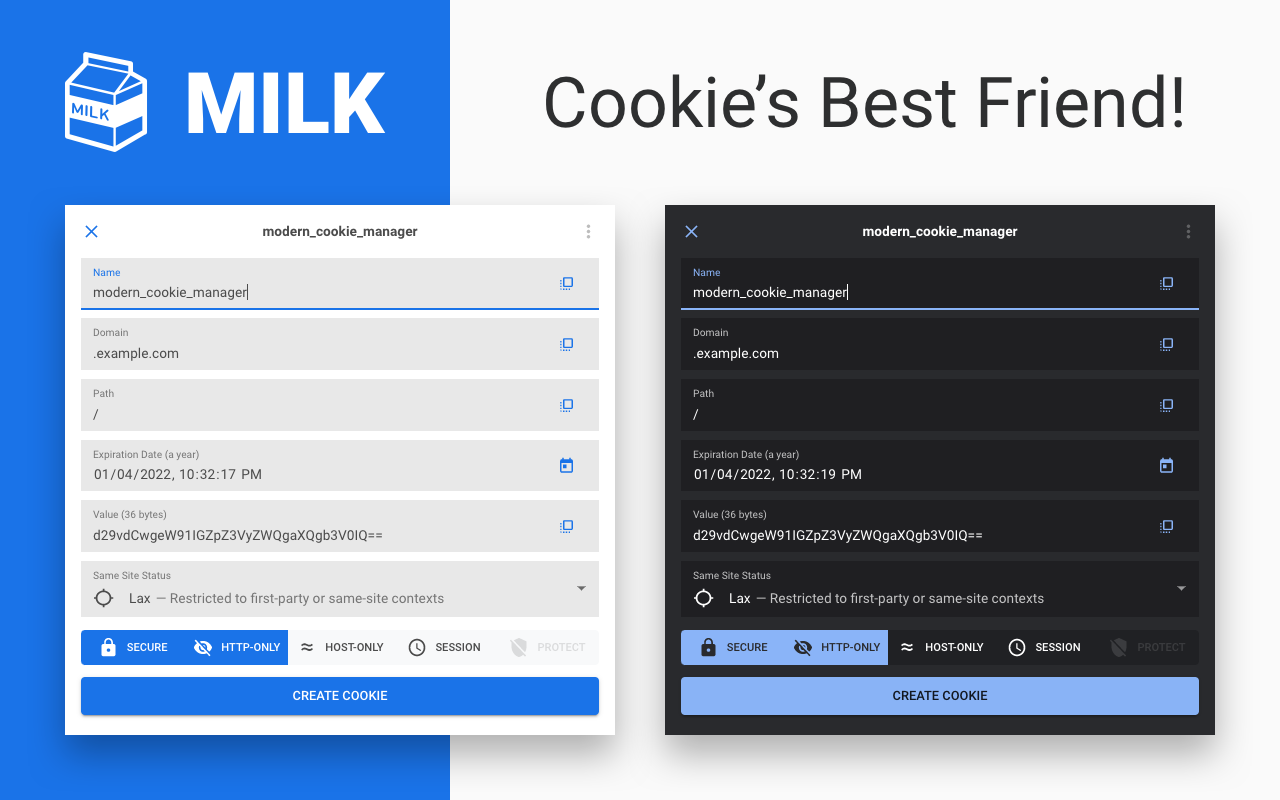 MILK
MILK
Cookie's Best Friend!
modern_cookie_manager
Name
modern_cookie_manager
Domain
.example.com
Path
/
Expiration Date (a year)
01/04/2022, 10:32:17 PM
Value (36 bytes)
d29vdCwgeW91IGZpZ3VyZWQgaXQgb3V0IQ==
Same Site Status
Lax — Restricted to first-party or same-site contexts
SECURE HTTP-ONLY HOST-ONLY SESSION PROTECT
CREATE COOKIE
modern_cookie_manager
Name
modern_cookie_manager
Domain
.example.com
Path
/
Expiration Date (a year)
01/04/2022, 10:32:19 PM
Value (36 bytes)
d29vdCwgeW91IGZpZ3VyZWQgaXQgb3V0IQ==
Same Site Status
Lax — Restricted to first-party or same-site contexts
SECURE HTTP-ONLY HOST-ONLY SESSION PROTECT
CREATE COOKIE